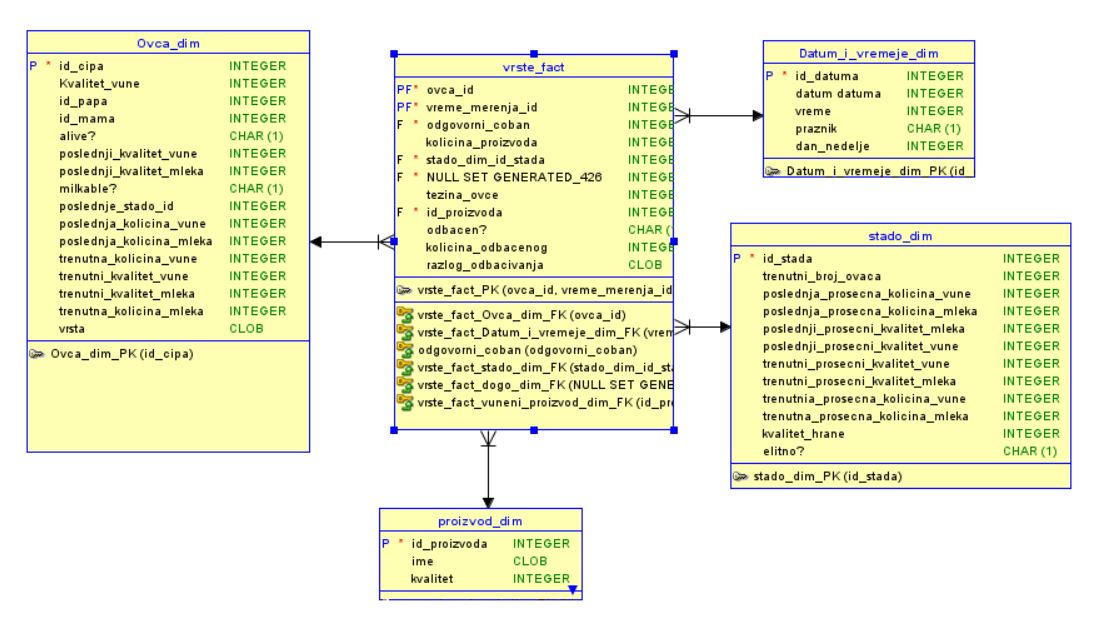 Ovca_dim
P * id_cipa INTEGER
Kvalitet_vune INTEGER
id_papa INTEGER
id_mama INTEGER
alive? CHAR (1)
poslednji_kvalitet_vune INTEGER
poslednji_kvalitet_mleka INTEGER
milkable? CHAR (1)
poslednje_stado_id INTEGER
poslednja_kolicina_vune INTEGER
poslednja_kolicina_mleka INTEGER
trenutna_kolicina_vune INTEGER
trenutni_kvalitet_vune INTEGER
trenutni_kvalitet_mleka INTEGER
trenutna_kolicina_mleka INTEGER
vrsta CLOB
Ovca_dim_PK (id_cipa)
vrste_fact
PF* ovca_id INTEGE
PF* vreme_merenja_id INTEGE
F * odgovorni_coban INTEGE
kolicina_proizvoda INTEGE
F * stado_dim_id_stada INTEGE
F * NULL SET GENERATED_426 INTEGE
tezina_ovce INTEGE
F * id_proizvoda INTEGE
odbacen? CHAR (
kolicina_odbacenog INTEGE
razlog_odbacivanja CLOB
vrste_fact_PK (ovca_id, vreme_merenja_id
vrste_fact_Ovca_dim_FK (ovca_id)
vrste_fact_Datum_i_vremeje_dim_FK (vrem
odgovorni_coban (odgovorni_coban)
vrste_fact_stado_dim_FK (stado_dim_id_sta
vrste_fact_dogo_dim_FK (NULL SET GENE
vrste_fact_vuneni_proizvod_dim_FK (id_pro
Datum_i_vremeje_dim
P * id_datuma INTEGER
datum datuma INTEGER
vreme INTEGER
praznik CHAR (1)
dan_nedelje INTEGER
Datum_i_vremeje_dim_PK (id
stado_dim
P * id_stada INTEGER
trenutni_broj_ovaca INTEGER
poslednja_prosecna_kolicina_vune INTEGER
poslednja_prosecna_kolicina_mleka INTEGER
poslednji_prosecni_kvalitet_mleka INTEGER
poslednji_prosecni_kvalitet_vune INTEGER
trenutni_prosecni_kvalitet_vune INTEGER
trenutni_prosecni_kvalitet_mleka INTEGER
trenutnia_prosecna_kolicina_vune INTEGER
trenutna_prosecna_kolicina_mleka INTEGER
kvalitet_hrane INTEGER
elitno? CHAR (1)
stado_dim_PK (id_stada)
proizvod_dim
P * id_proizvoda INTEGER
ime CLOB
kvalitet INTEGER